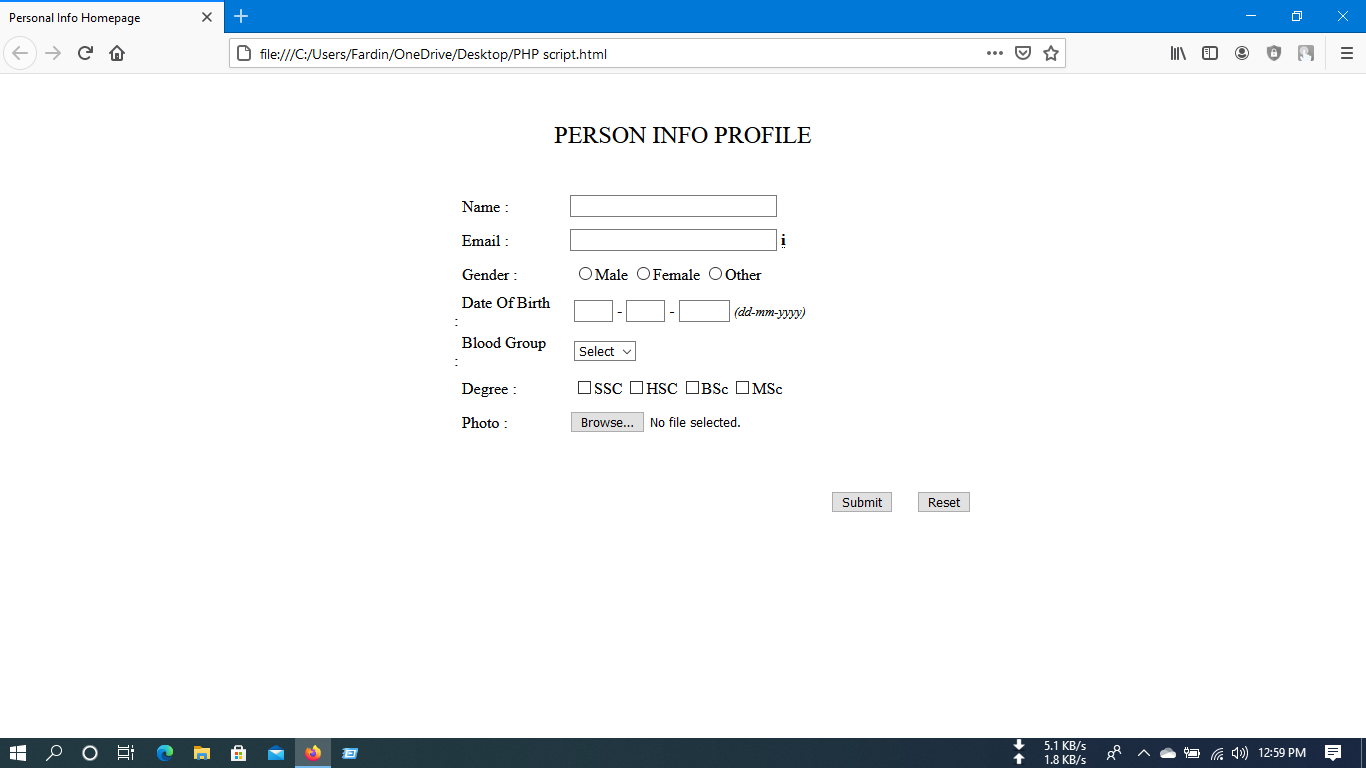 Personal Info Homepage
file:///C:/Users/Fardin/OneDrive/Desktop/PHP script.html
PERSON INFO PROFILE
Name :
Email : i
Gender : Male Female Other
Date Of Birth
: - - (dd-mm-yyyy)
Blood Group
: Select
Degree : SSC HSC BSc MSc
Photo : Browse... No file selected.
Submit Reset
5.1 KB/s
1.8 KB/s
12:59 PM